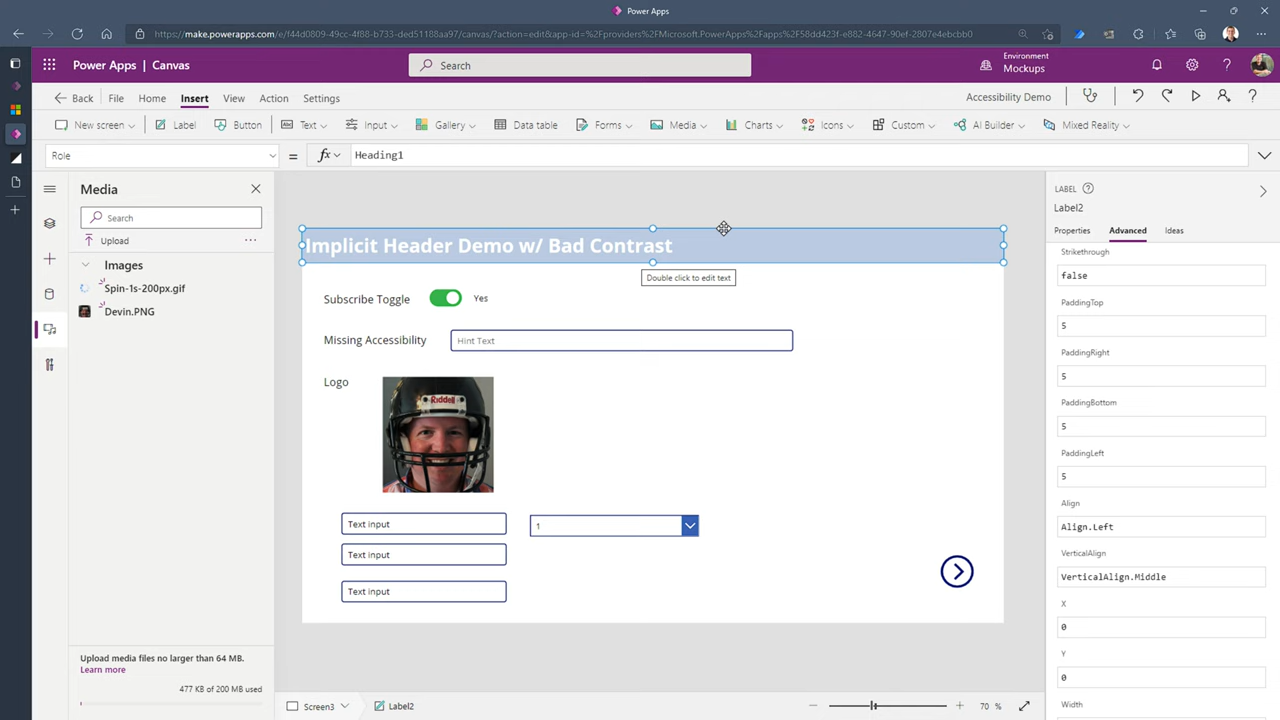 Power Apps
https://make.powerapps.com/e/f44d0809-49cc-4f88-b733-ded51188aa97/canvas/?action=edit&app-id=%2Fproviders%2FMicrosoft.PowerApps%2Fapps%2F58dd423f-e882-4647-90ef-2807e4ebcbb0
Power Apps | Canvas
Search
Environment
Mockups
Back
File
Home
Insert
View
Action
Settings
Accessibility Demo
New screen
Label
Button
Text
Input
Gallery
Data table
Forms
Media
Charts
Icons
Custom
AI Builder
Mixed Reality
Role
=
fx
Heading1
Media
Search
Upload
Images
Spin-1s-200px.gif
Devin.PNG
Upload media files no larger than 64 MB.
Learn more
477 KB of 200 MB used
Implicit Header Demo w/ Bad Contrast
Double click to edit text
Subscribe Toggle
Yes
Missing Accessibility
Hint Text
Logo
Riddell
Text input
1
Text input
Text input
Screen3
Label2
70 %
LABEL
Label2
Properties
Advanced
Ideas
Strikethrough
false
PaddingTop
5
PaddingRight
5
PaddingBottom
5
PaddingLeft
5
Align
Align.Left
VerticalAlign
VerticalAlign.Middle
X
0
Y
0
Width